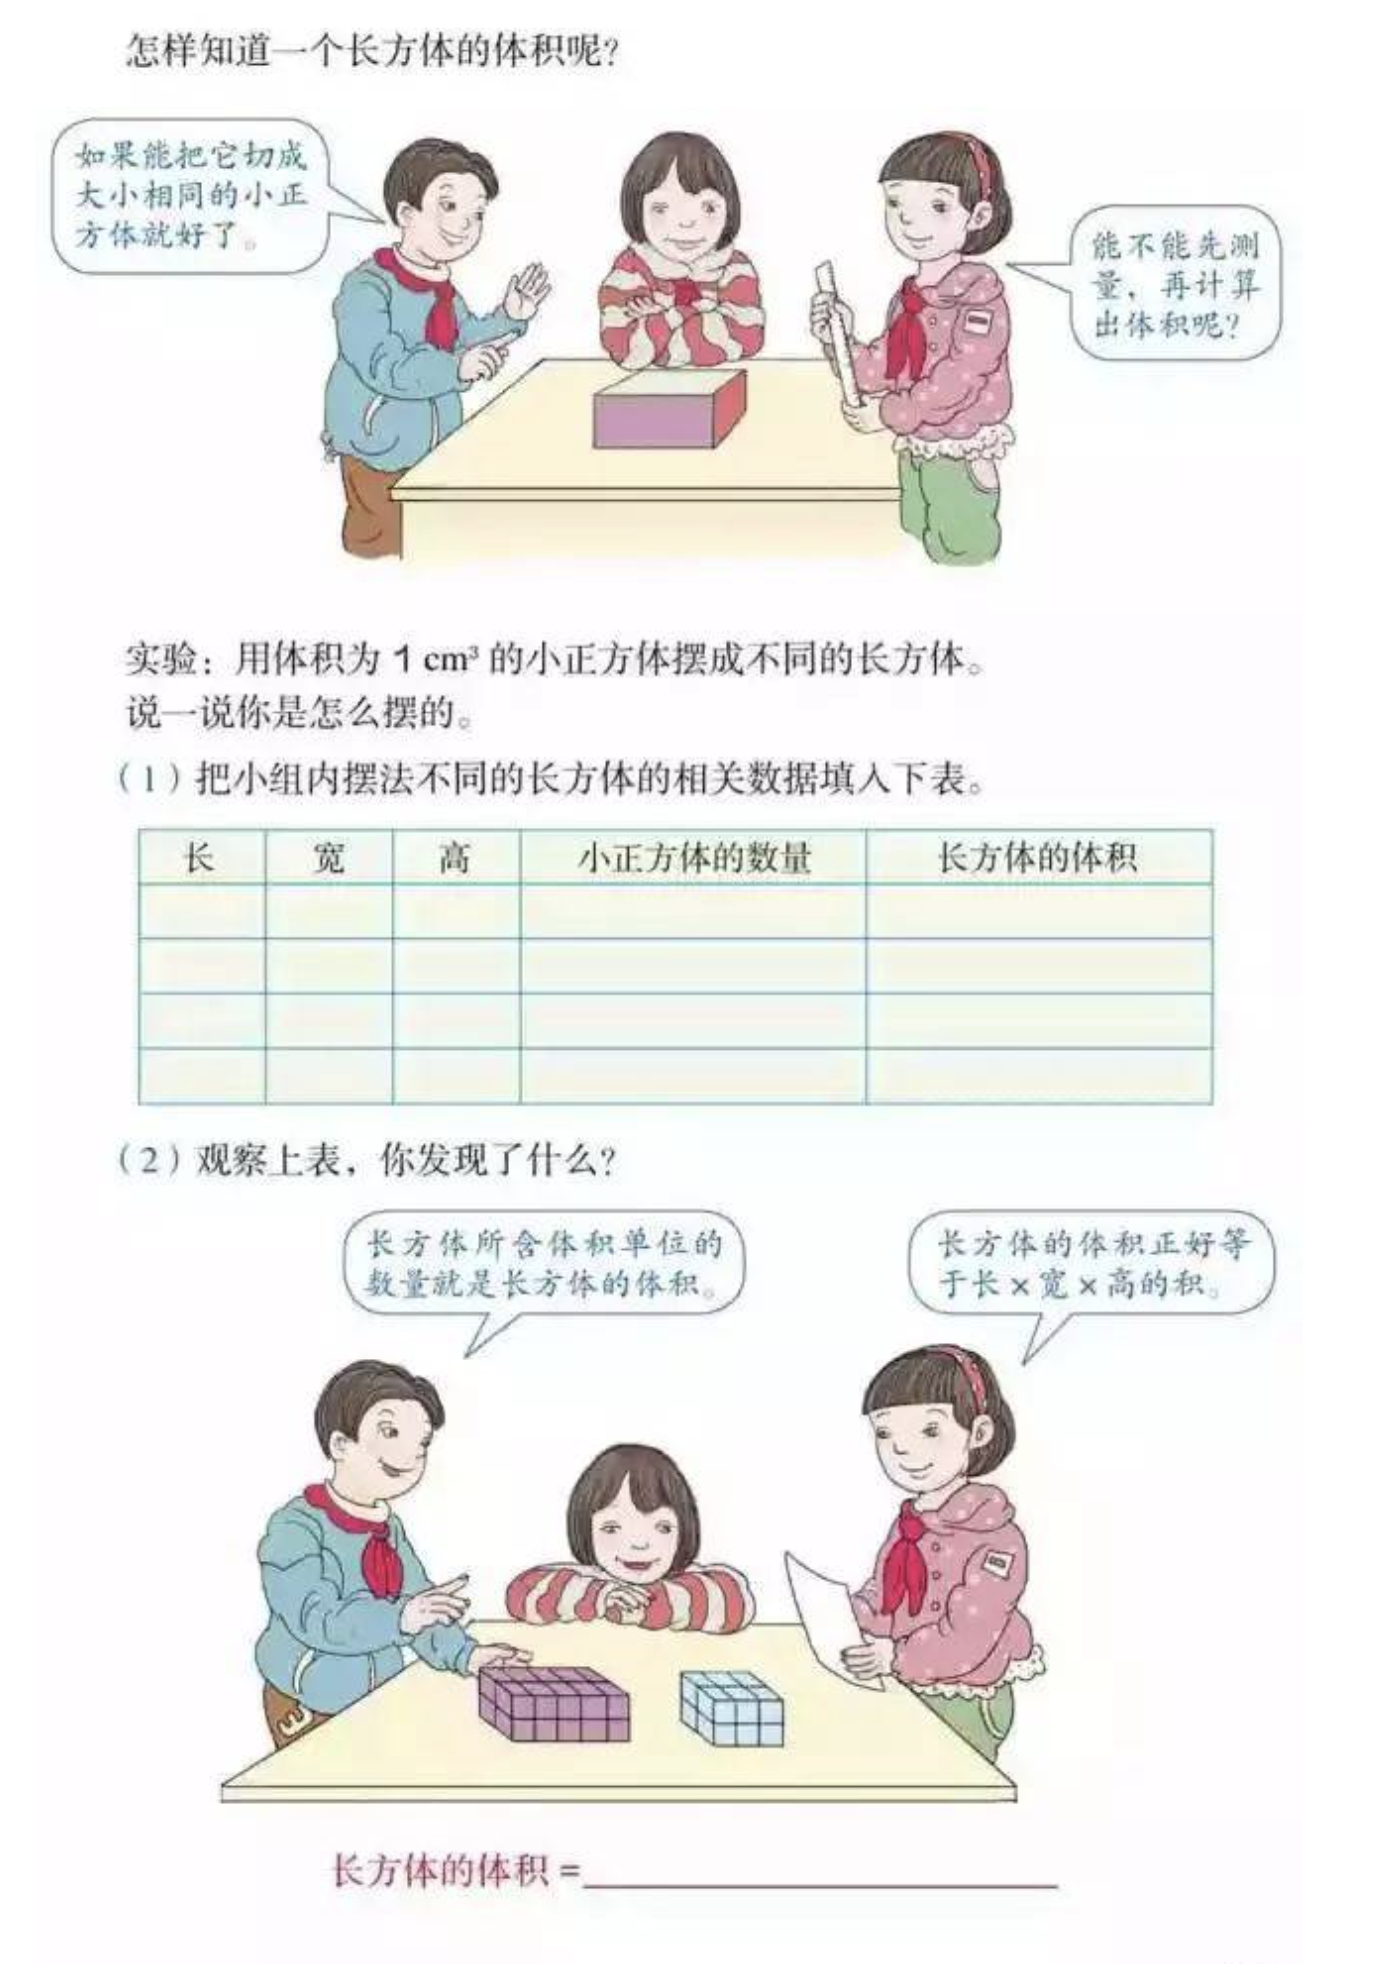 怎样知道一个长方体的体积呢？
如果能把它切成
大小相同的小正
方体就好了。
能不能先测
量，再计算
出体积呢？
实验：用体积为 1 cm³ 的小正方体摆成不同的长方体。
说一说你是怎么摆的。
（1）把小组内摆法不同的长方体的相关数据填入下表。
长 宽 高 小正方体的数量 长方体的体积
（2）观察上表，你发现了什么？
长方体所含体积单位的
数量就是长方体的体积。
长方体的体积正好等
于长×宽×高的积。
长方体的体积 =